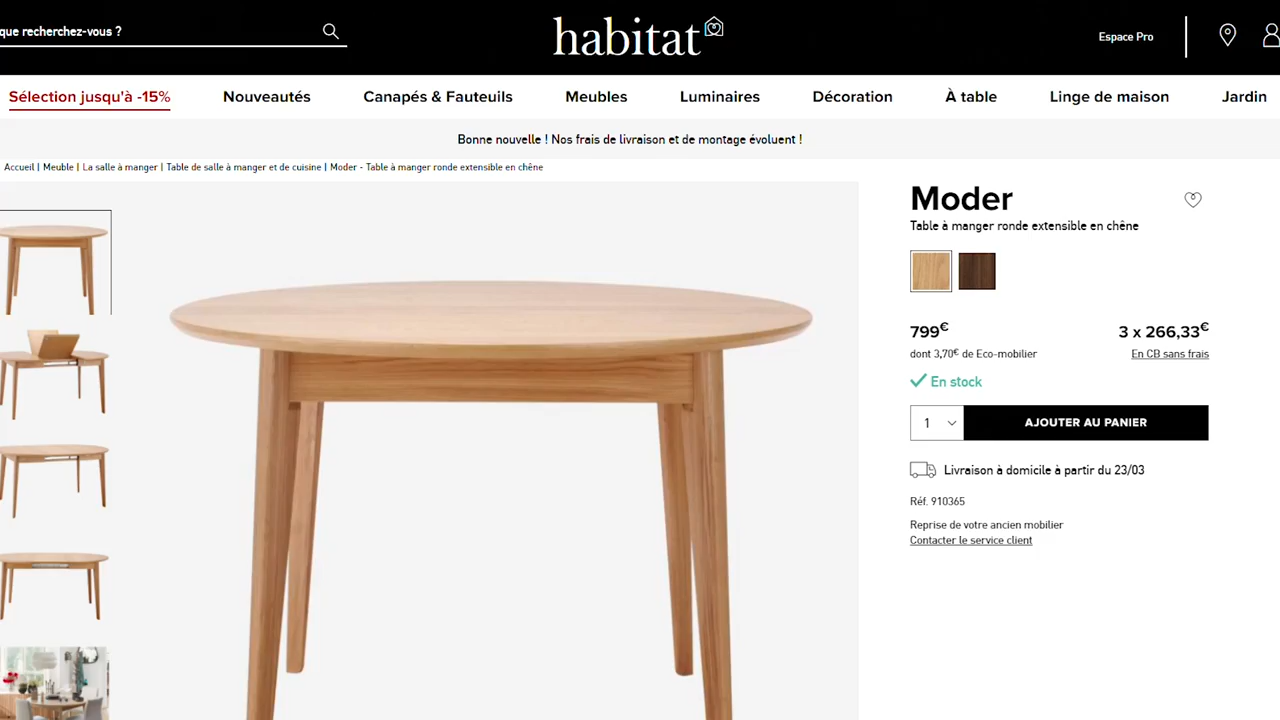 que recherchez-vous ?
habitat
Espace Pro
Sélection jusqu'à -15%
Nouveautés
Canapés & Fauteuils
Meubles
Luminaires
Décoration
À table
Linge de maison
Jardin
Bonne nouvelle ! Nos frais de livraison et de montage évoluent !
Accueil | Meuble | La salle à manger | Table de salle à manger et de cuisine | Moder - Table à manger ronde extensible en chêne
Moder
Table à manger ronde extensible en chêne
799€
3 x 266,33€
dont 3,70€ de Eco-mobilier
En CB sans frais
En stock
1
AJOUTER AU PANIER
Livraison à domicile à partir du 23/03
Réf. 910365
Reprise de votre ancien mobilier
Contacter le service client